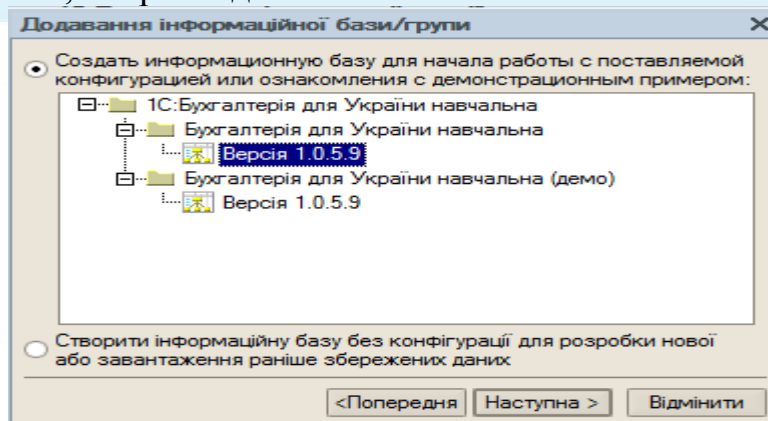 Додавання інформаційної бази/групи
Создать информационную базу для начала работы с поставляемой
конфигурацией или ознакомления с демонстрационным примером:
1С:Бухгалтерія для України навчальна
Бухгалтерія для України навчальна
Версія 1.0.5.9
Бухгалтерія для України навчальна (демо)
Версія 1.0.5.9
Створити інформаційну базу без конфігурації для розробки нової
або завантаження раніше збережених даних
<Попередня Наступна > Відмінити